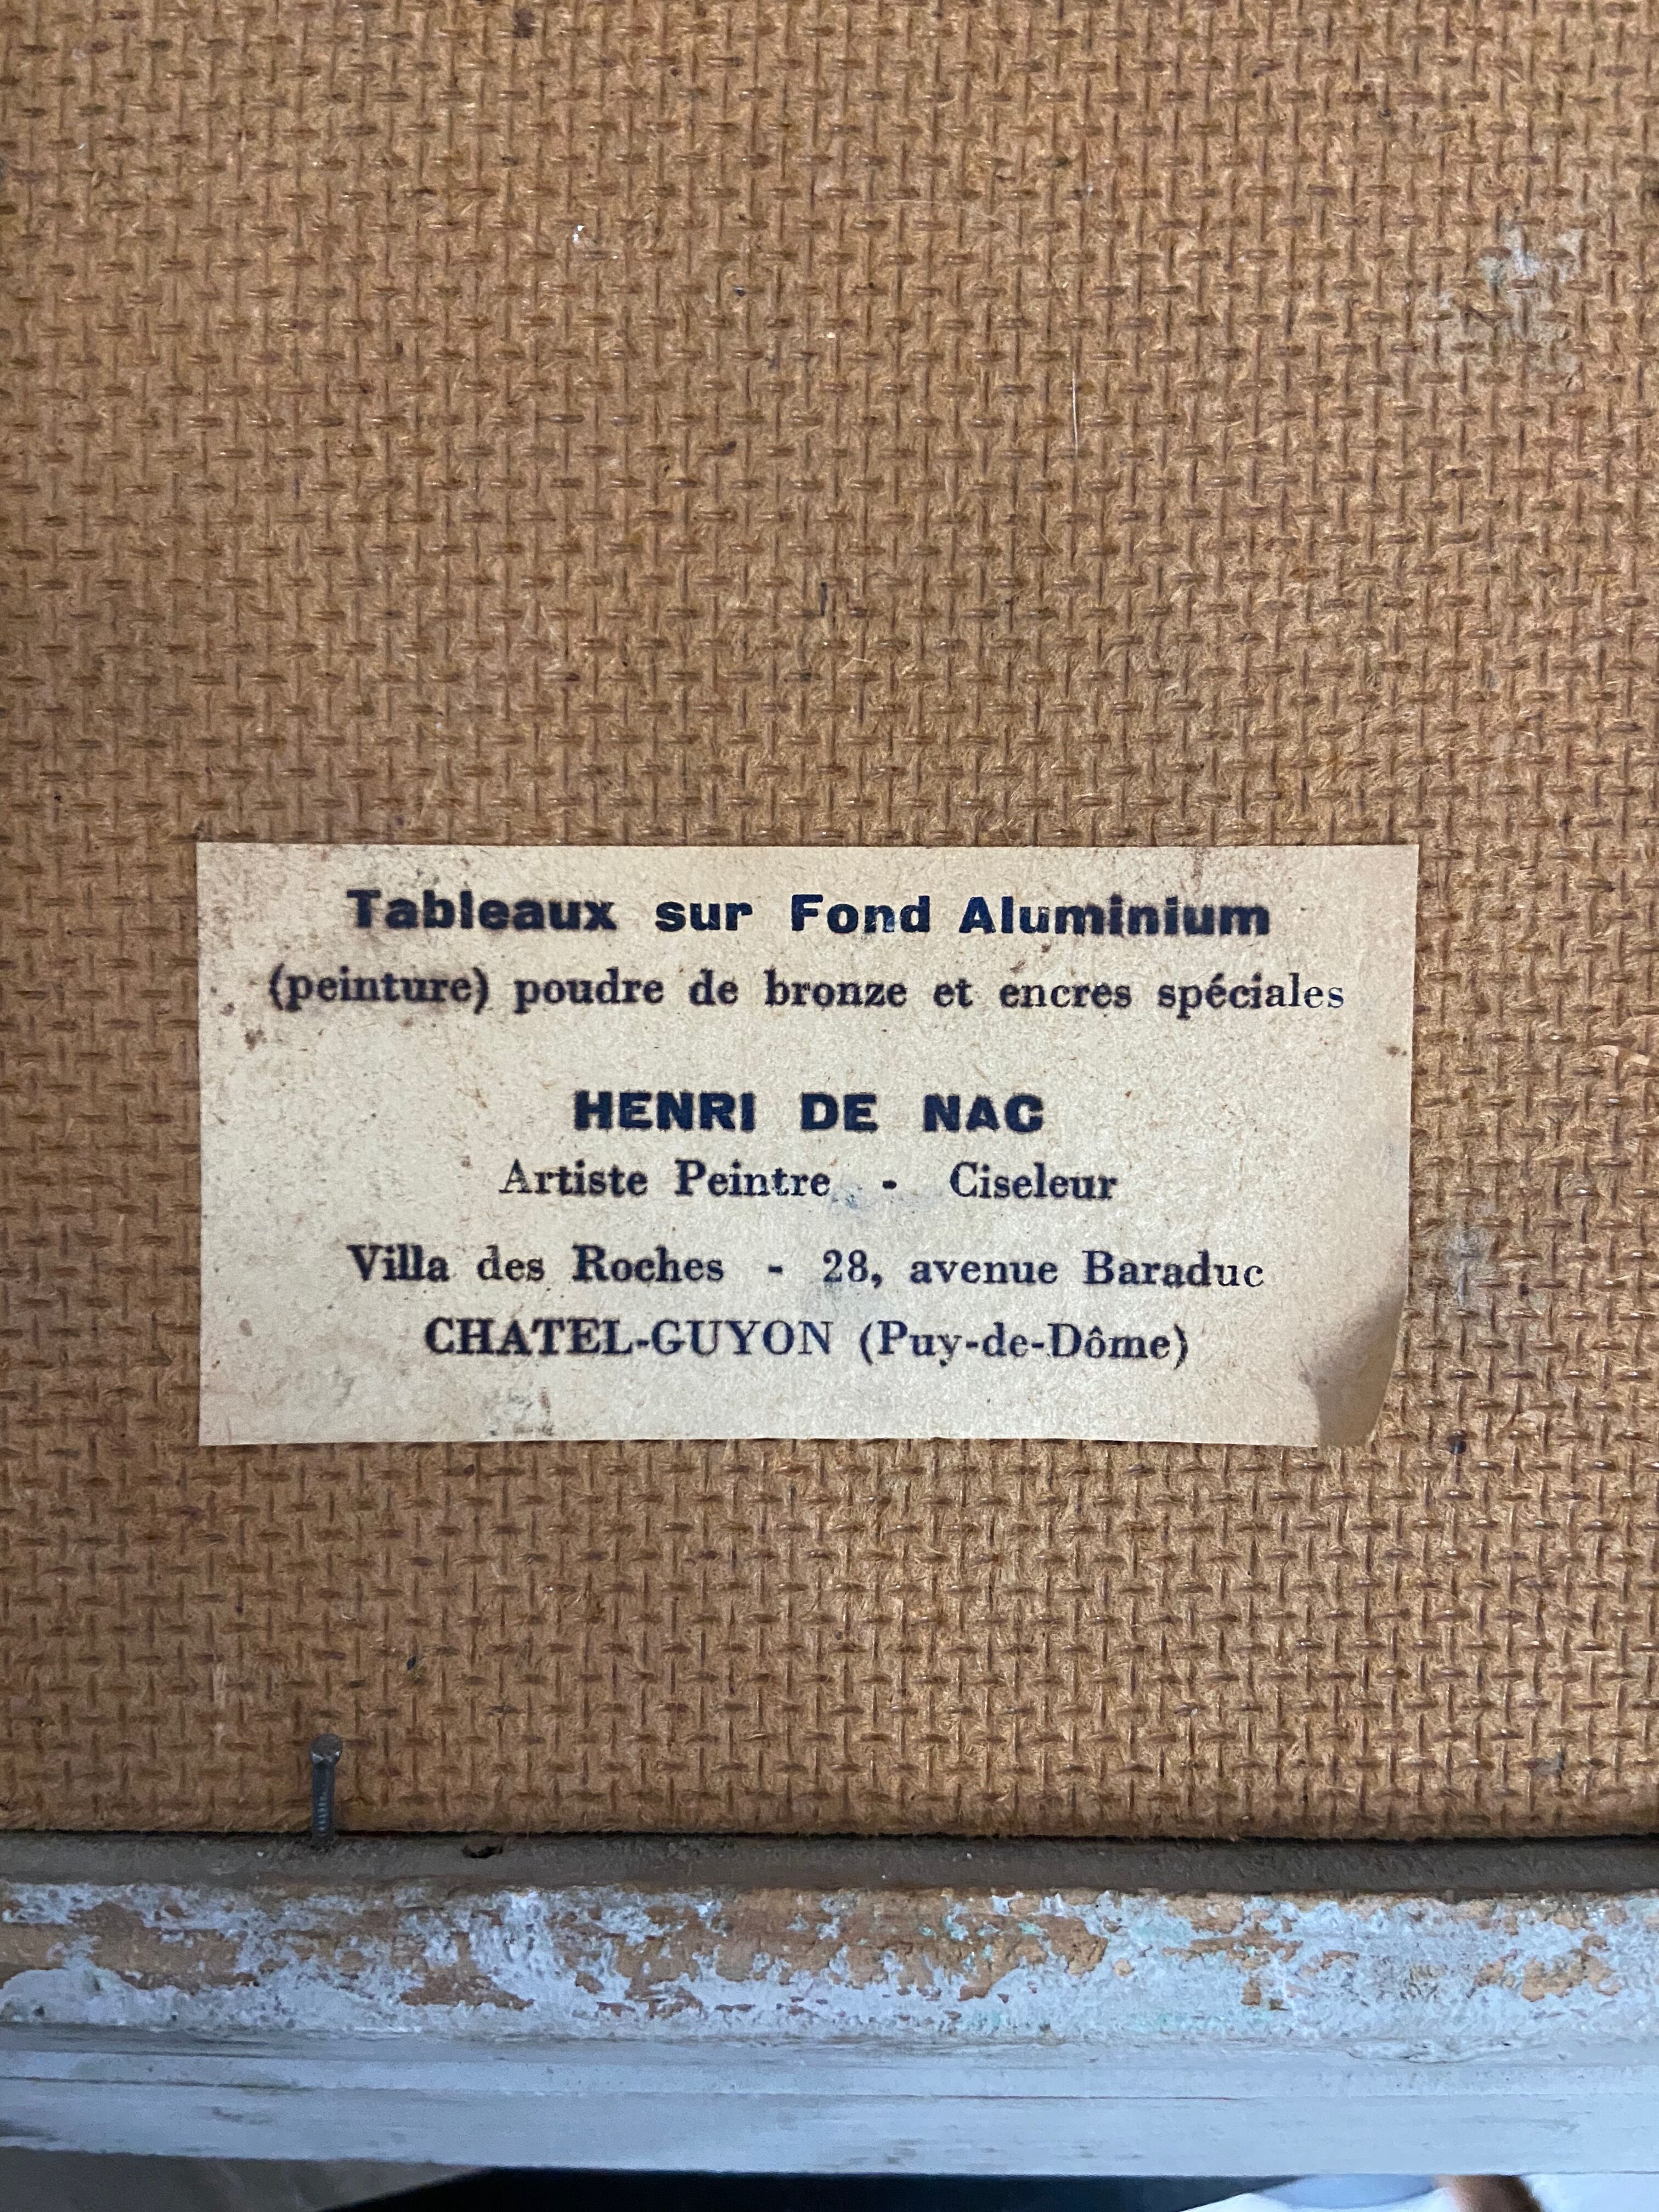 Tableaux sur Fond Aluminium
(peinture) poudre de bronze et encres spéciales
HENRI DE NAC
Artiste Peintre - Ciseleur
Villa des Roches - 28, avenue Baraduc
CHATEL-GUYON (Puy-de-Dôme)